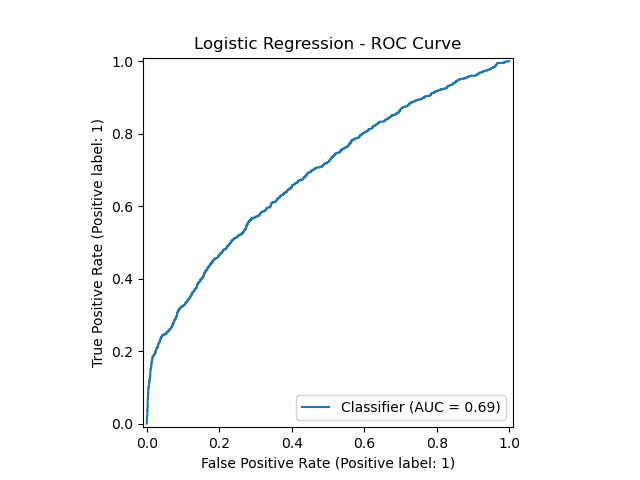 Logistic Regression - ROC Curve
1.0
0.8
0.6
0.4
0.2
0.0
True Positive Rate (Positive label: 1)
Classifier (AUC = 0.69)
0.0 0.2 0.4 0.6 0.8 1.0
False Positive Rate (Positive label: 1)